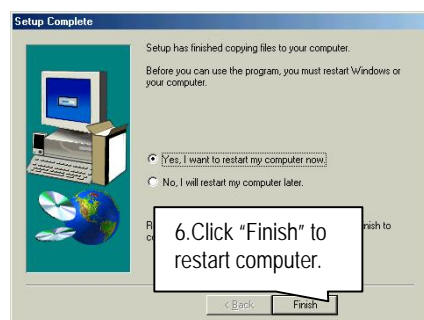 Setup Complete
Setup has finished copying files to your computer.
Before you can use the program, you must restart Windows or
your computer.
Yes, I want to restart my computer now.
No, I will restart my computer later.
6.Click “Finish” to
restart computer.
nish to
< Back
Finish